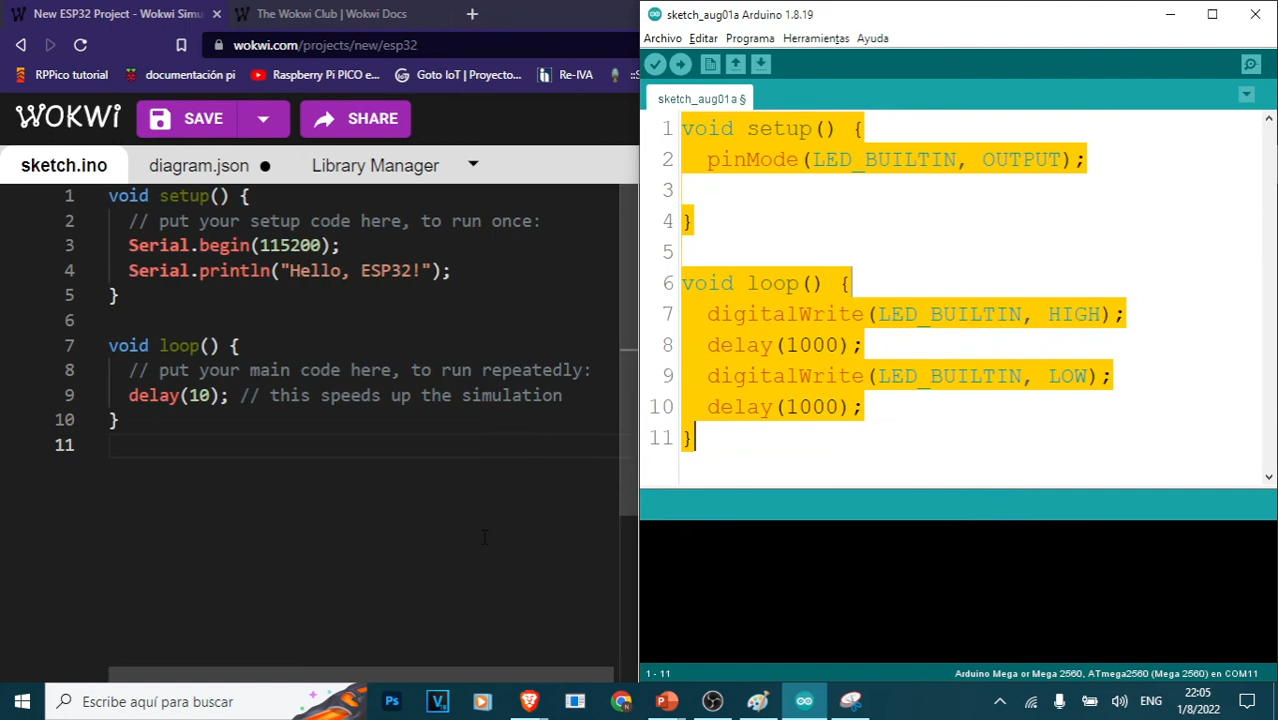 New ESP32 Project - Wokwi Simu
The Wokwi Club | Wokwi Docs
wokwi.com/projects/new/esp32
RPPico tutorial
documentación pi
Raspberry Pi PICO e...
Goto IoT | Proyecto...
Re-IVA
WOKWI
SAVE
SHARE
sketch.ino
diagram.json
Library Manager
1 void setup() {
2 // put your setup code here, to run once:
3 Serial.begin(115200);
4 Serial.println("Hello, ESP32!");
5 }
6
7 void loop() {
8 // put your main code here, to run repeatedly:
9 delay(10); // this speeds up the simulation
10 }
11
sketch_aug01a Arduino 1.8.19
Archivo Editar Programa Herramientas Ayuda
sketch_aug01a §
1 void setup() {
2 pinMode(LED_BUILTIN, OUTPUT);
3
4 }
5
6 void loop() {
7 digitalWrite(LED_BUILTIN, HIGH);
8 delay(1000);
9 digitalWrite(LED_BUILTIN, LOW);
10 delay(1000);
11 }
1 - 11
Arduino Mega or Mega 2560, ATmega2560 (Mega 2560) en COM11
Escribe aquí para buscar
Ps
ENG
22:05
1/8/2022